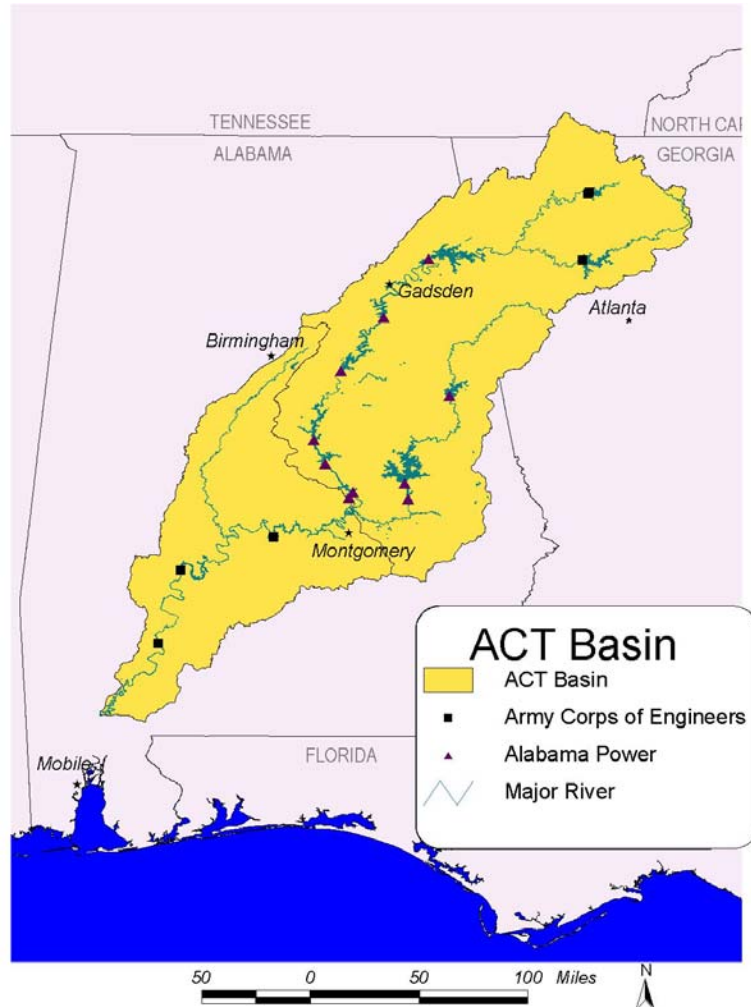 TENNESSEE
NORTH CAR
ALABAMA
GEORGIA
Gadsden
Atlanta
Birmingham
Montgomery
ACT Basin
ACT Basin
Army Corps of Engineers
Alabama Power
Major River
FLORIDA
Mobile
50 0 50 100 Miles
N